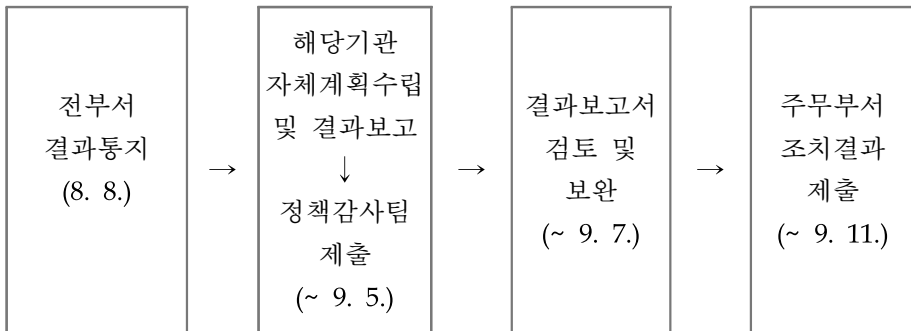 전부서
결과통지
(8. 8.)
→
해당기관
자체계획수립
및 결과보고
↓
정책감사팀
제출
(~ 9. 5.)
→
결과보고서
검토 및
보완
(~ 9. 7.)
→
주무부서
조치결과
제출
(~ 9. 11.)